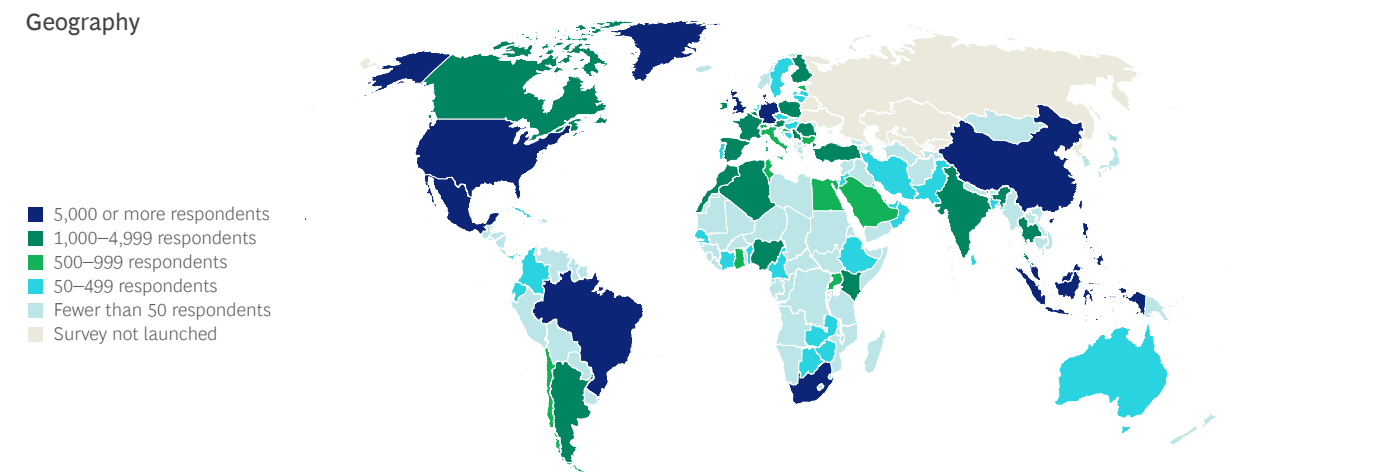 Geography
5,000 or more respondents
1,000–4,999 respondents
500–999 respondents
50–499 respondents
Fewer than 50 respondents
Survey not launched